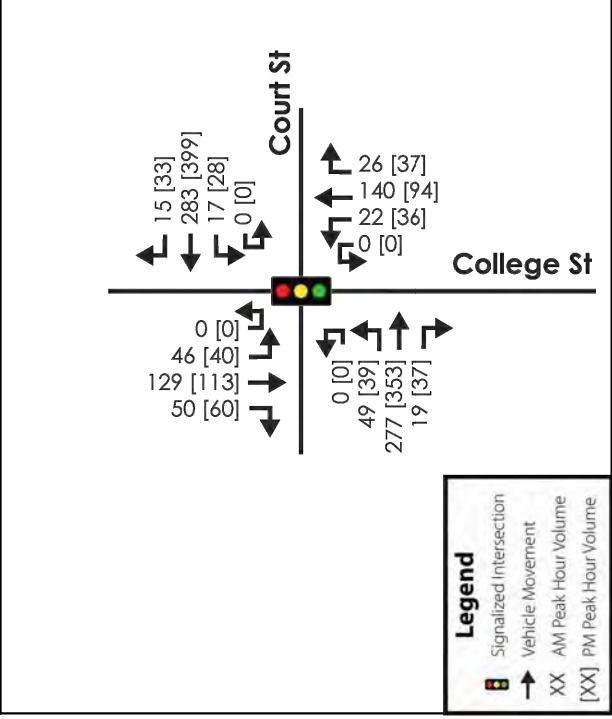 Court St
15 [33]
283 [399]
17 [28]
0 [0]
26 [37]
140 [94]
22 [36]
0 [0]
College St
0 [0]
46 [40]
129 [113]
50 [60]
0 [0]
49 [39]
277 [353]
19 [37]
Legend
Signalized Intersection
Vehicle Movement
XX AM Peak Hour Volume
[XX] PM Peak Hour Volume